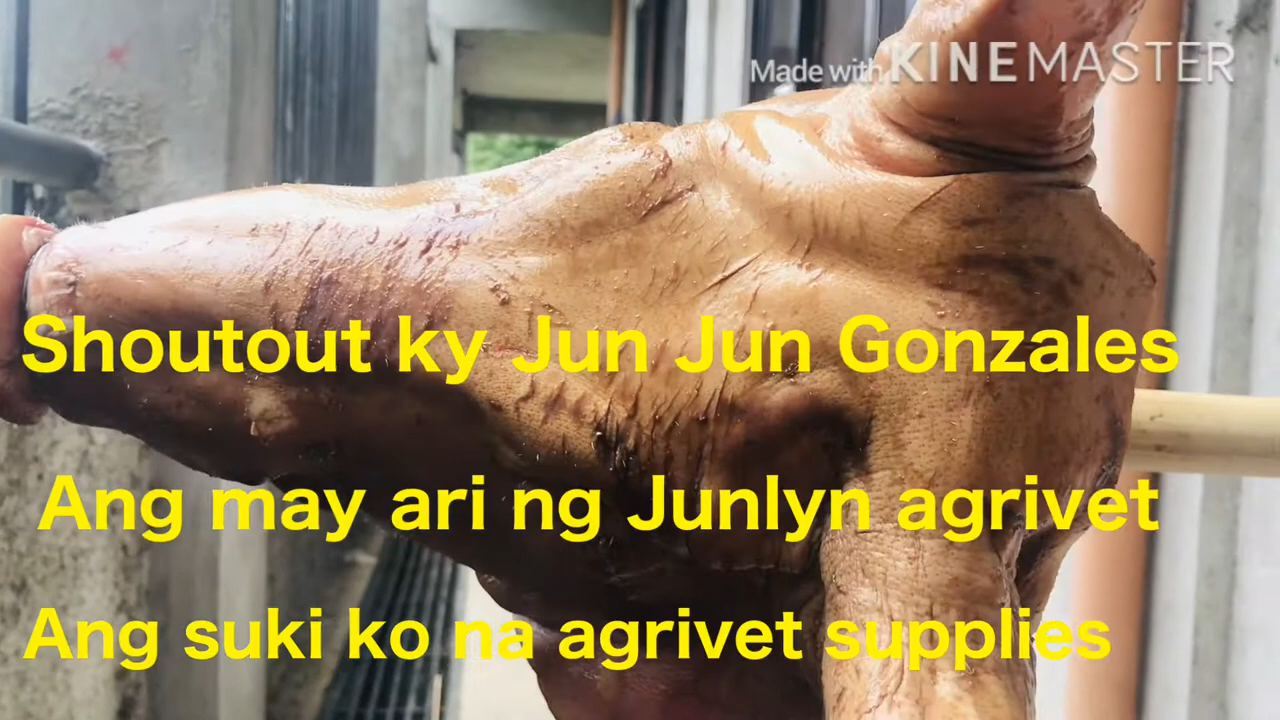 Made with KINEMASTER
Shoutout ky Jun Jun Gonzales
Ang may ari ng Junlyn agrivet
Ang suki ko na agrivet supplies